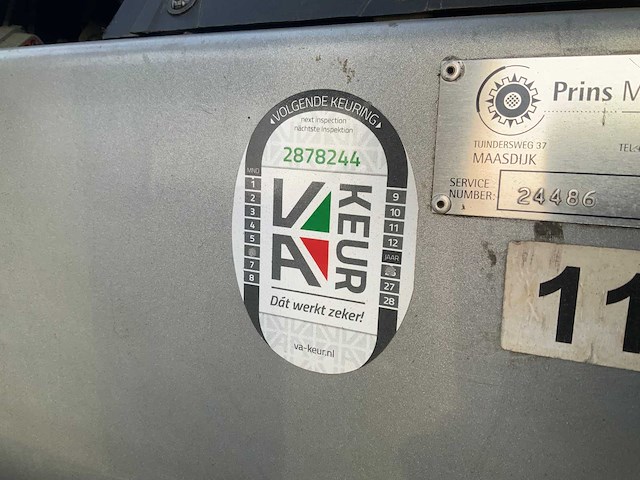 ◁VOLGENDE KEURING▷
next inspection
nächste Inspektion
2878244
MND
1
2
3
4
5
7
8
9
10
11
12
JAAR
27
28
VA
KEUR
Dát werkt zeker!
va-keur.nl
Prins
TUINDERSWEG 37
MAASDIJK
SERVICE
NUMBER: 24486
11